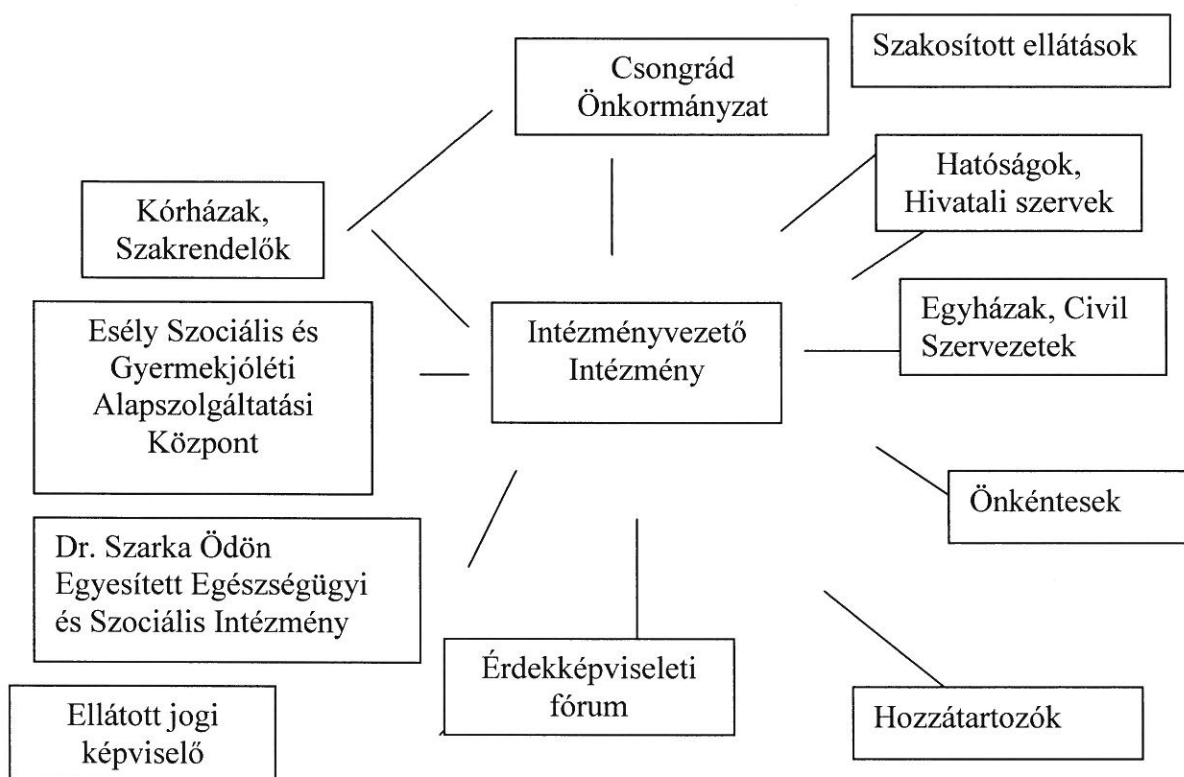 Csongrád
Önkormányzat
Szakosított ellátások
Kórházak,
Szakrendelők
Hatóságok,
Hivatali szervek
Esély Szociális és
Gyermekjóléti
Alapszolgáltatási
Központ
Intézményvezető
Intézmény
Egyházak, Civil
Szervezetek
Önkéntesek
Dr. Szarka Ödön
Egyesített Egészségügyi
és Szociális Intézmény
Érdekképviseleti
fórum
Hozzátartozók
Ellátott jogi
képviselő